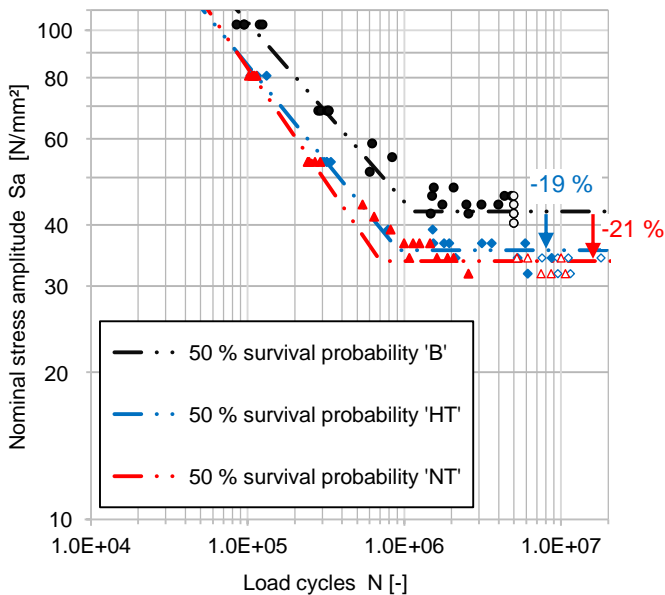 Nominal stress amplitude Sa [N/mm²]
100
80
60
40
30
20
10
-19 %
-21 %
50 % survival probability 'B'
50 % survival probability 'HT'
50 % survival probability 'NT'
1.0E+04 1.0E+05 1.0E+06 1.0E+07
Load cycles N [-]